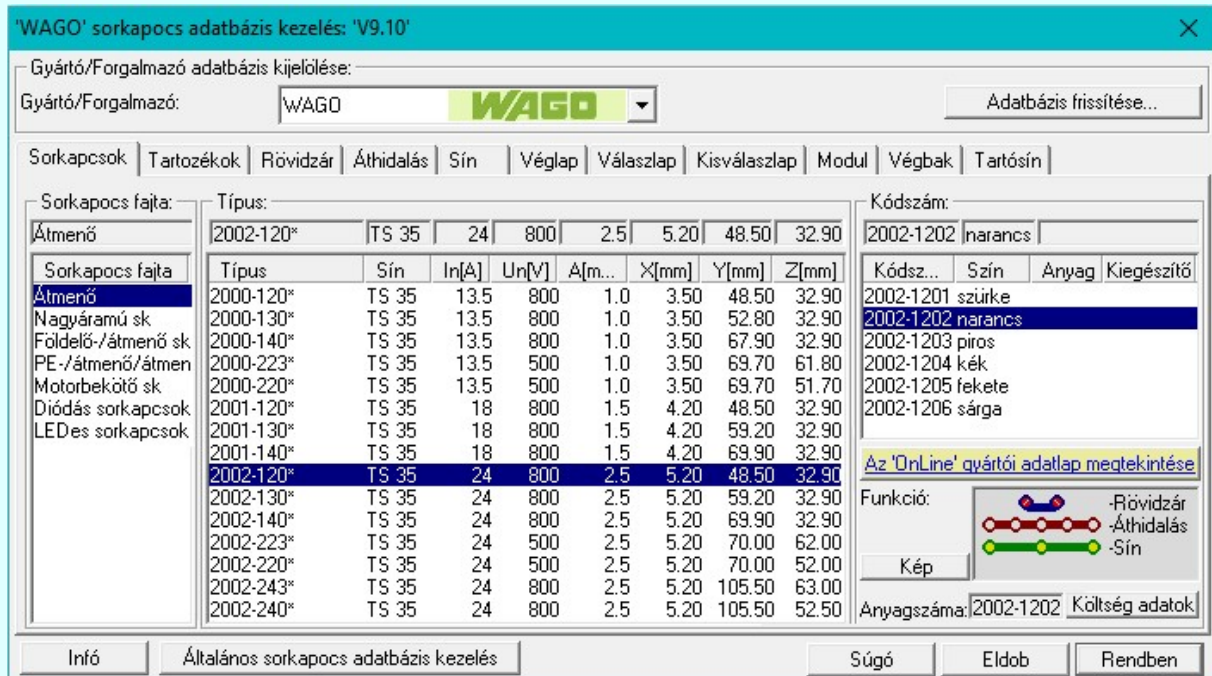 'WAGO' sorkapocs adatbázis kezelés: 'V9.10'
Gyártó/Forgalmazó adatbázis kijelölése:
Gyártó/Forgalmazó: WAGO WAGO Adatbázis frissítése...
Sorkapcsok Tartozékok Rövidzár Áthidalás Sín Véglap Válaszlap Kisválaszlap Modul Végbak Tartósín
Sorkapocs fajta: Típus: Kódszám:
Átmenő 2002-120* TS 35 24 800 2.5 5.20 48.50 32.90 2002-1202 narancs
Sorkapocs fajta Típus Sín In[A] Un[V] A[m... X[mm] Y[mm] Z[mm] Kódsz... Szín Anyag Kiegészítő
Átmenő 2000-120* TS 35 13.5 800 1.0 3.50 48.50 32.90 2002-1201 szürke
Nagyáramú sk 2000-130* TS 35 13.5 800 1.0 3.50 52.80 32.90 2002-1202 narancs
Földelő-/átmenő sk 2000-140* TS 35 13.5 800 1.0 3.50 67.90 32.90 2002-1203 piros
PE-/átmenő/átmen 2000-223* TS 35 13.5 500 1.0 3.50 69.70 61.80 2002-1204 kék
Motorbekötő sk 2000-220* TS 35 13.5 500 1.0 3.50 69.70 51.70 2002-1205 fekete
Diódás sorkapcsok 2001-120* TS 35 18 800 1.5 4.20 48.50 32.90 2002-1206 sárga
LEDes sorkapcsok 2001-130* TS 35 18 800 1.5 4.20 59.20 32.90
2001-140* TS 35 18 800 1.5 4.20 69.90 32.90
2002-120* TS 35 24 800 2.5 5.20 48.50 32.90 Az 'OnLine' gyártói adatlap megtekintése
2002-130* TS 35 24 800 2.5 5.20 59.20 32.90 Funkció: -Rövidzár
2002-140* TS 35 24 800 2.5 5.20 69.90 32.90 -Áthidalás
2002-223* TS 35 24 500 2.5 5.20 70.00 62.00 -Sín
2002-220* TS 35 24 500 2.5 5.20 70.00 52.00 Kép
2002-243* TS 35 24 800 2.5 5.20 105.50 63.00
2002-240* TS 35 24 800 2.5 5.20 105.50 52.50 Anyagszáma: 2002-1202 Költség adatok
Infó Általános sorkapocs adatbázis kezelés Súgó Eldob Rendben